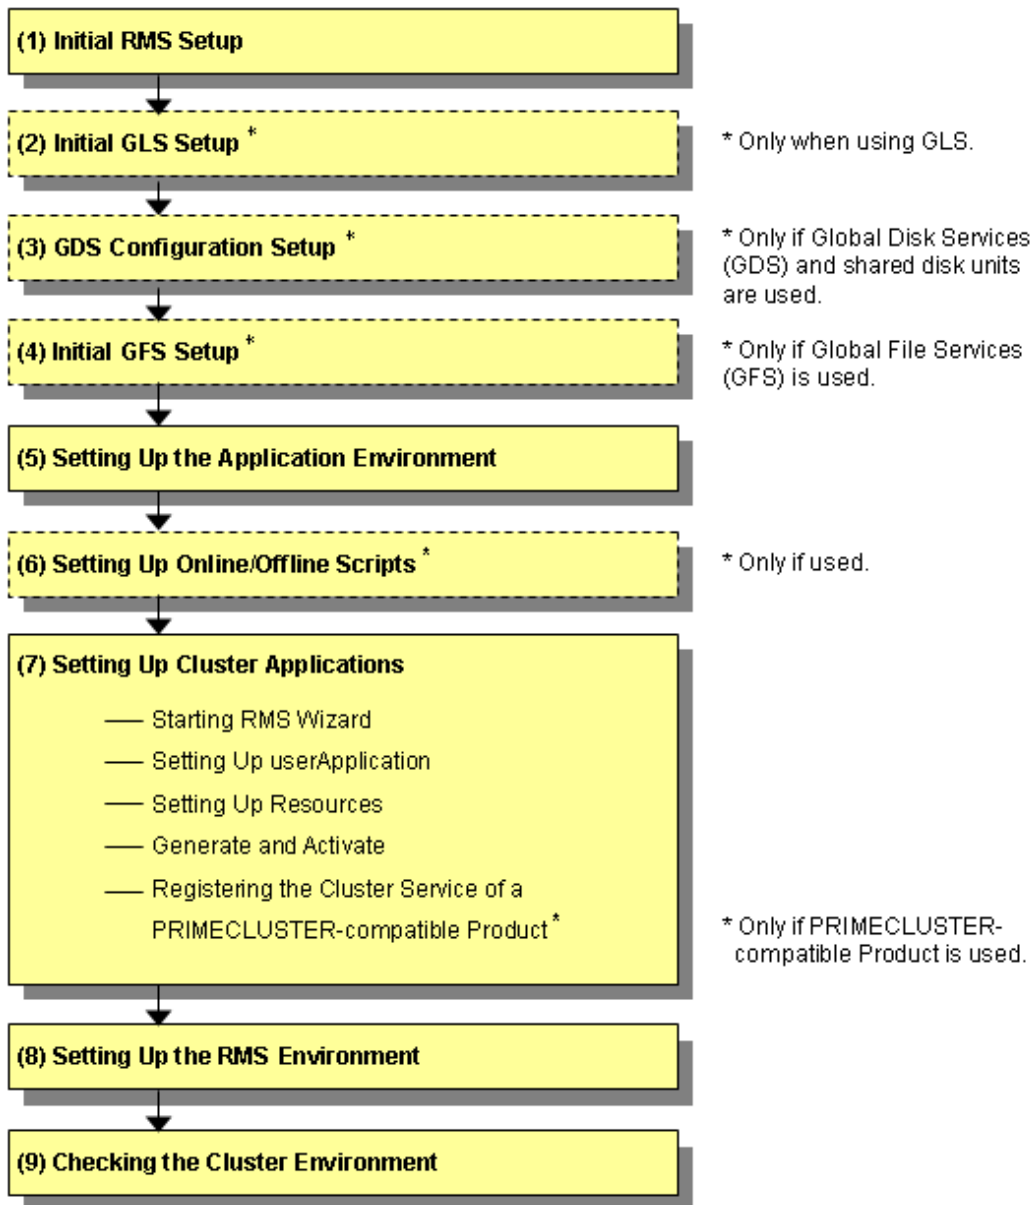 (1) Initial RMS Setup
(2) Initial GLS Setup *
* Only when using GLS.
(3) GDS Configuration Setup *
* Only if Global Disk Services
(GDS) and shared disk units
are used.
(4) Initial GFS Setup *
* Only if Global File Services
(GFS) is used.
(5) Setting Up the Application Environment
(6) Setting Up Online/Offline Scripts *
* Only if used.
(7) Setting Up Cluster Applications
Starting RMS Wizard
Setting Up userApplication
Setting Up Resources
Generate and Activate
Registering the Cluster Service of a
PRIMECLUSTER-compatible Product *
* Only if PRIMECLUSTER-
compatible Product is used.
(8) Setting Up the RMS Environment
(9) Checking the Cluster Environment